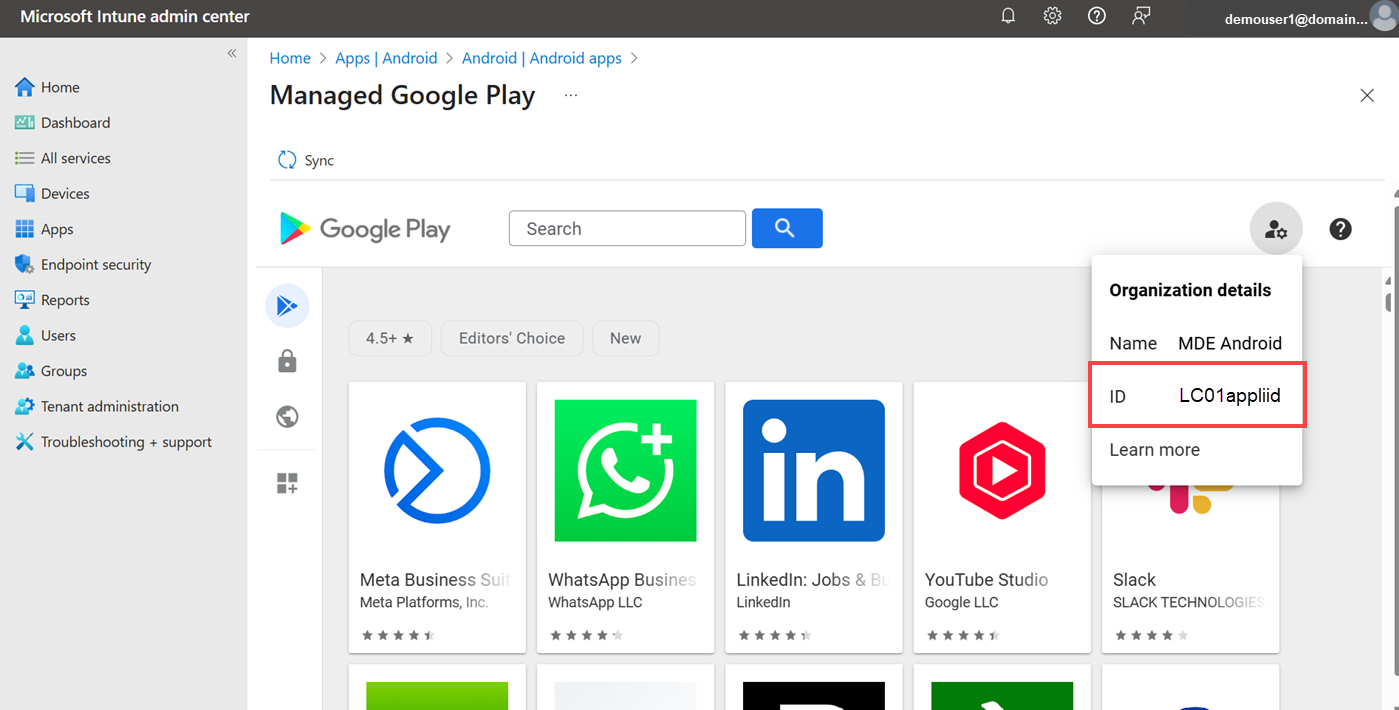 Microsoft Intune admin center
demouser1@domain...
«
Home
Dashboard
All services
Devices
Apps
Endpoint security
Reports
Users
Groups
Tenant administration
Troubleshooting + support
Home > Apps | Android > Android | Android apps >
Managed Google Play ...
Sync
Google Play
Search
Organization details
Name MDE Android
ID LC01appliid
Learn more
4.5+ ★
Editors' Choice
New
Meta Business Suit
Meta Platforms, Inc.
WhatsApp Busines
WhatsApp LLC
LinkedIn: Jobs & Bu
LinkedIn
YouTube Studio
Google LLC
Slack
SLACK TECHNOLOGIES
in